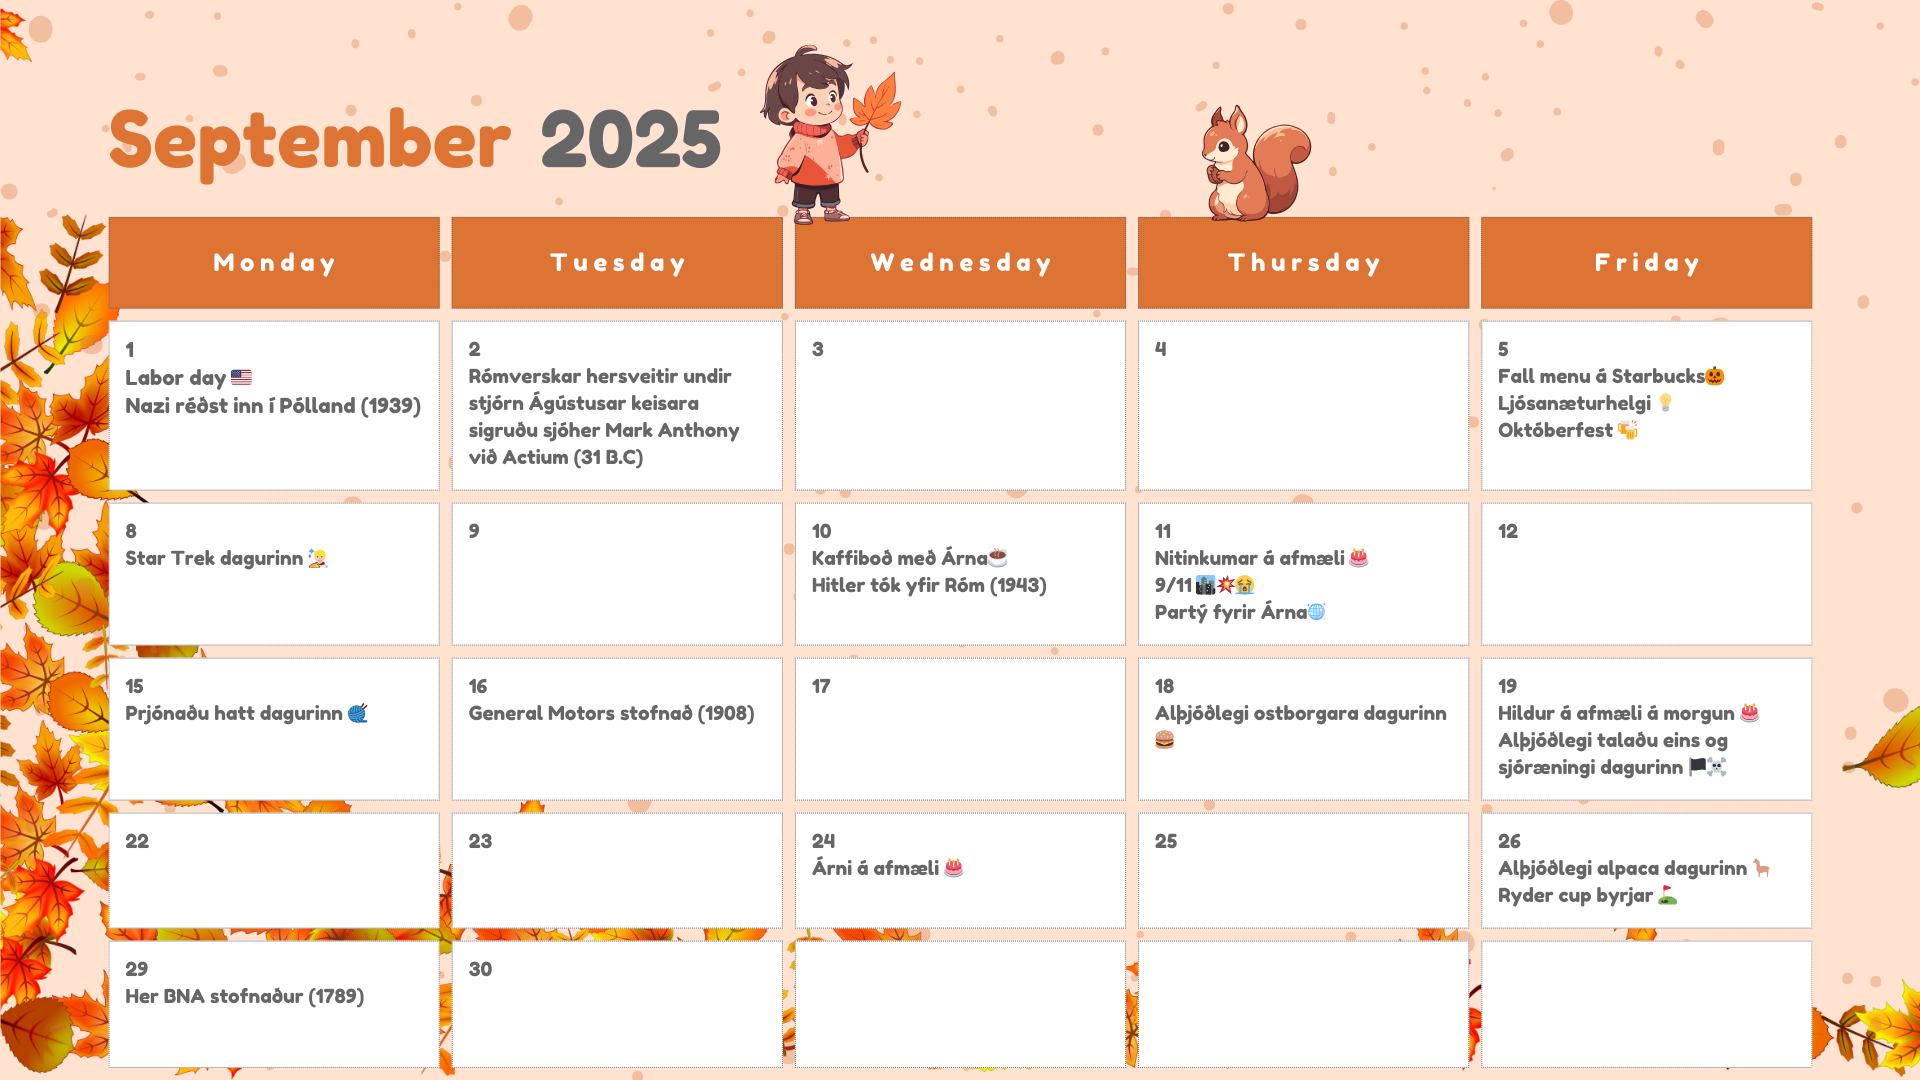 September 2025
Monday
Tuesday
Wednesday
Thursday
Friday
1
Labor day 🇺🇸
Nazi réðst inn í Pólland (1939)
2
Rómverskar hersveitir undir
stjórn Ágústusar keisara
sigruðu sjóher Mark Anthony
við Actium (31 B.C)
3
4
5
Fall menu á Starbucks🎃
Ljósanæturhelgi 💡
Októberfest 🍻
8
Star Trek dagurinn 💫
9
10
Kaffiboð með Árna☕
Hitler tók yfir Róm (1943)
11
Nitinkumar á afmæli 🎂
9/11 🏙️💥😭
Partý fyrir Árna🪩
12
15
Prjónaðu hatt dagurinn 🧶
16
General Motors stofnað (1908)
17
18
Alþjóðlegi ostborgara dagurinn
🍔
19
Hildur á afmæli á morgun 🎂
Alþjóðlegi talaðu eins og
sjóræningi dagurinn 🏴☠️
22
23
24
Árni á afmæli 🎂
25
26
Alþjóðlegi alpaca dagurinn 🦙
Ryder cup byrjar ⛳
29
Her BNA stofnaður (1789)
30